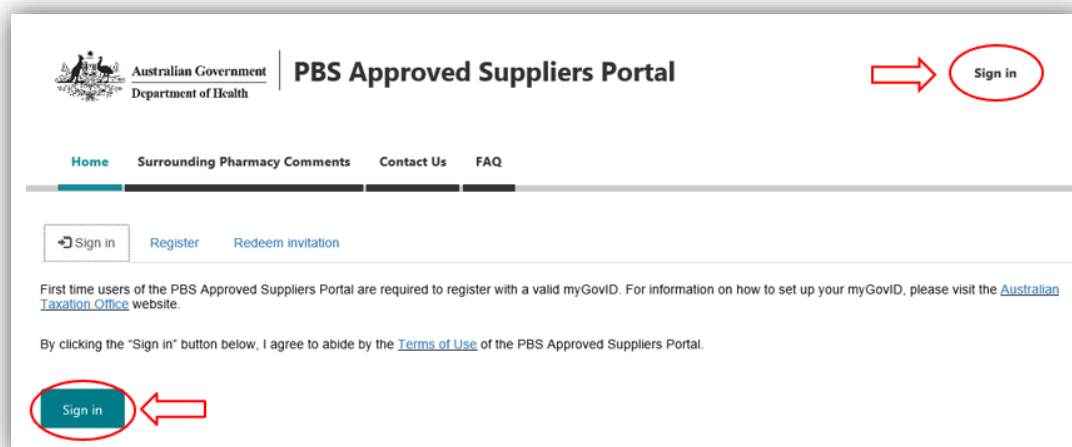 Australian Government
Department of Health
PBS Approved Suppliers Portal
Sign in
Home Surrounding Pharmacy Comments Contact Us FAQ
Sign in Register Redeem invitation
First time users of the PBS Approved Suppliers Portal are required to register with a valid myGovID. For information on how to set up your myGovID, please visit the Australian
Taxation Office website.
By clicking the "Sign in" button below, I agree to abide by the Terms of Use of the PBS Approved Suppliers Portal.
Sign in